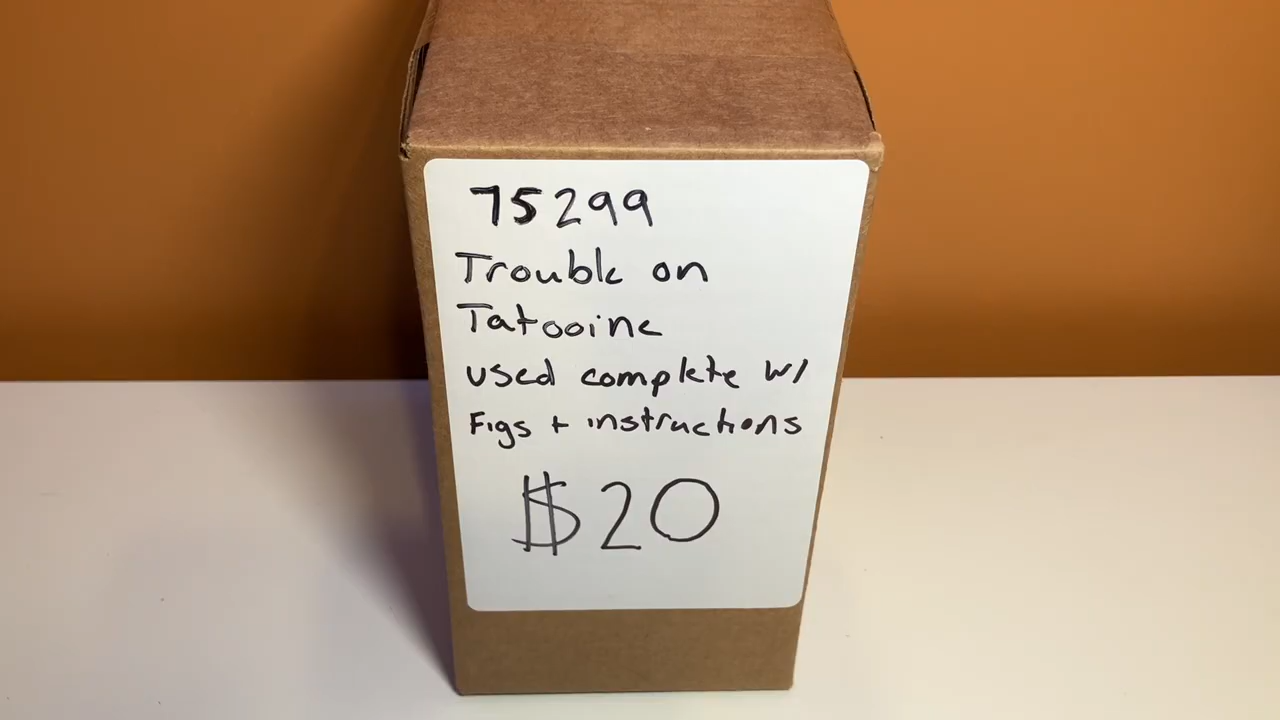 75299
Trouble on
Tatooine
used complete w/
Figs + instructions
$20